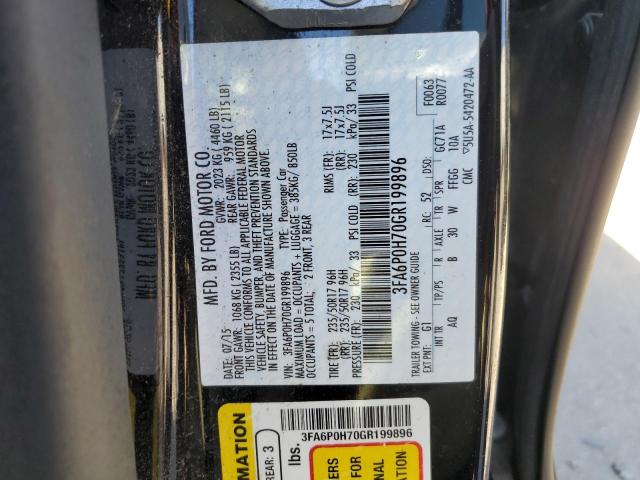 MFD. BY FORD MOTOR CO.
DATE: 07/15 GVWR: 2023 KG ( 4460 LB)
FRONT GAWR: 1068 KG ( 2355 LB) REAR GAWR: 959 KG ( 2115 LB)
THIS VEHICLE CONFORMS TO ALL APPLICABLE FEDERAL MOTOR
VEHICLE SAFETY, BUMPER, AND THEFT PREVENTION STANDARDS
IN EFFECT ON THE DATE OF MANUFACTURE SHOWN ABOVE.
VIN: 3FA6P0H70GR199896 TYPE: Passenger Car
MAXIMUM LOAD = OCCUPANTS + LUGGAGE = 385KG/ 850LB
OCCUPANTS = 5 TOTAL: 2 FRONT, 3 REAR
TIRE (FR): 235/50R17 96H RIMS (FR): 17x7.5J
(RR): 235/50R17 96H (RR): 17x7.5J
PRESSURE (FR): 230 kPa/ 33 PSI COLD (RR): 230 kPa/ 33 PSI COLD
3FA6P0H70GR199896
TRAILER TOWING - SEE OWNER GUIDE
F0063
R0077
EXT PNT: G1 RC: 52 DSO:
INT TR TP/PS R AXLE TR SPR GC71A
AQ B 30 W FFGG 10A
CMC V5U5A-5420472-AA
3FA6P0H70GR199896
REAR: 3
lbs.